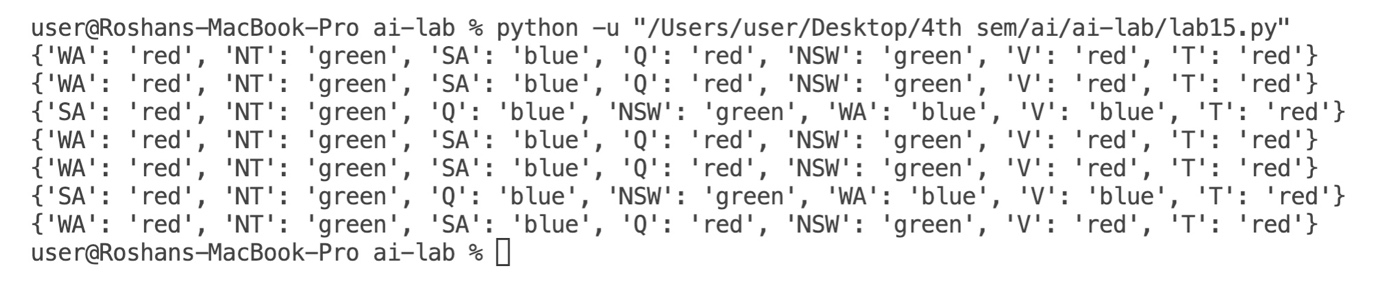 user@Roshans-MacBook-Pro ai-lab % python -u "/Users/user/Desktop/4th sem/ai/ai-lab/lab15.py"
{'WA': 'red', 'NT': 'green', 'SA': 'blue', 'Q': 'red', 'NSW': 'green', 'V': 'red', 'T': 'red'}
{'WA': 'red', 'NT': 'green', 'SA': 'blue', 'Q': 'red', 'NSW': 'green', 'V': 'red', 'T': 'red'}
{'SA': 'red', 'NT': 'green', 'Q': 'blue', 'NSW': 'green', 'WA': 'blue', 'V': 'blue', 'T': 'red'}
{'WA': 'red', 'NT': 'green', 'SA': 'blue', 'Q': 'red', 'NSW': 'green', 'V': 'red', 'T': 'red'}
{'WA': 'red', 'NT': 'green', 'SA': 'blue', 'Q': 'red', 'NSW': 'green', 'V': 'red', 'T': 'red'}
{'SA': 'red', 'NT': 'green', 'Q': 'blue', 'NSW': 'green', 'WA': 'blue', 'V': 'blue', 'T': 'red'}
{'WA': 'red', 'NT': 'green', 'SA': 'blue', 'Q': 'red', 'NSW': 'green', 'V': 'red', 'T': 'red'}
user@Roshans-MacBook-Pro ai-lab %